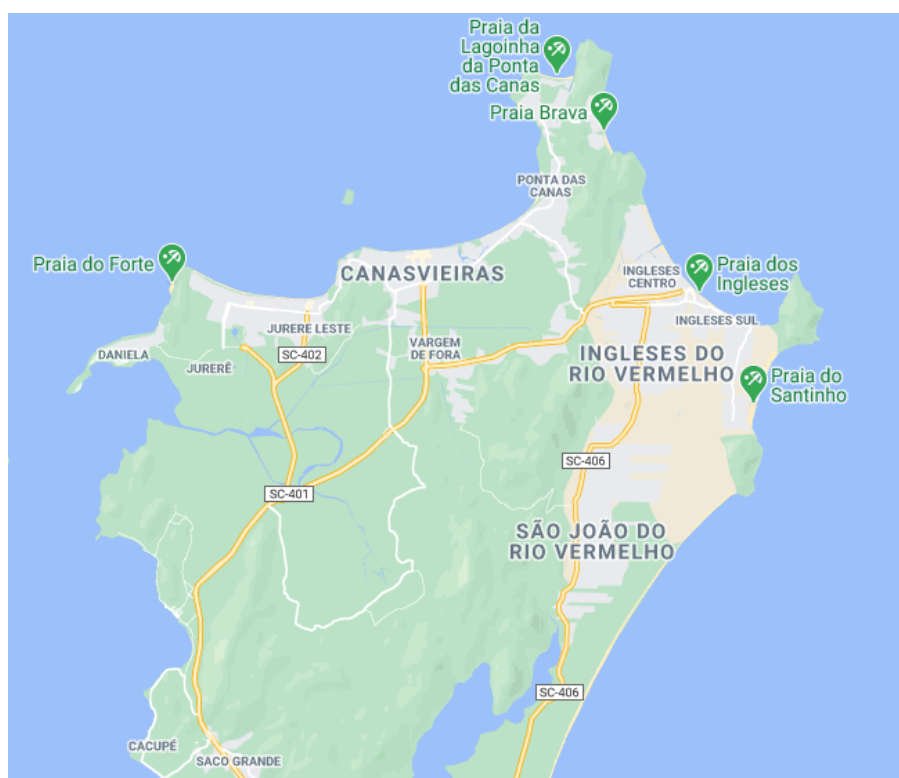 Praia da
Lagoinha
da Ponta
das Canas
Praia Brava
PONTA DAS
CANAS
Praia do Forte
CANASVIEIRAS
INGLESES
CENTRO
Praia dos
Ingleses
JURERE LESTE
INGLESES SUL
DANIELA
SC-402
JURERÊ
VARGEM
DE FORA
INGLESES DO
RIO VERMELHO
Praia do
Santinho
SC-406
SC-401
SÃO JOÃO DO
RIO VERMELHO
SC-406
CACUPÉ
SACO GRANDE